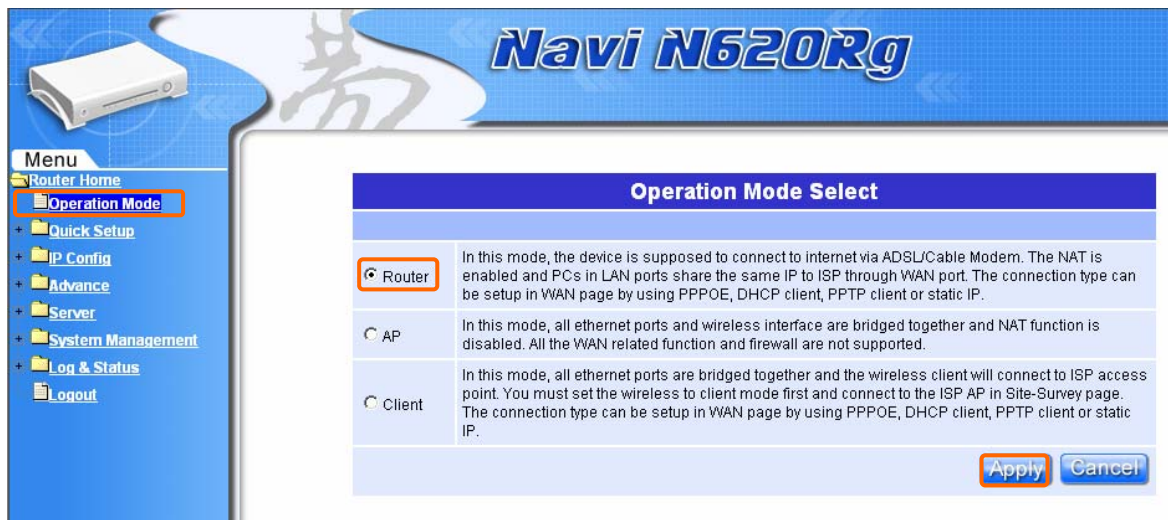 Navi N620Rg
易
Menu
Router Home
Operation Mode
Quick Setup
IP Config
Advance
Server
System Management
Log & Status
Logout
Operation Mode Select
Router
In this mode, the device is supposed to connect to internet via ADSL/Cable Modem. The NAT is
enabled and PCs in LAN ports share the same IP to ISP through WAN port. The connection type can
be setup in WAN page by using PPPOE, DHCP client, PPTP client or static IP.
AP
In this mode, all ethernet ports and wireless interface are bridged together and NAT function is
disabled. All the WAN related function and firewall are not supported.
Client
In this mode, all ethernet ports are bridged together and the wireless client will connect to ISP access
point. You must set the wireless to client mode first and connect to the ISP AP in Site-Survey page.
The connection type can be setup in WAN page by using PPPOE, DHCP client, PPTP client or static
IP.
Apply Cancel